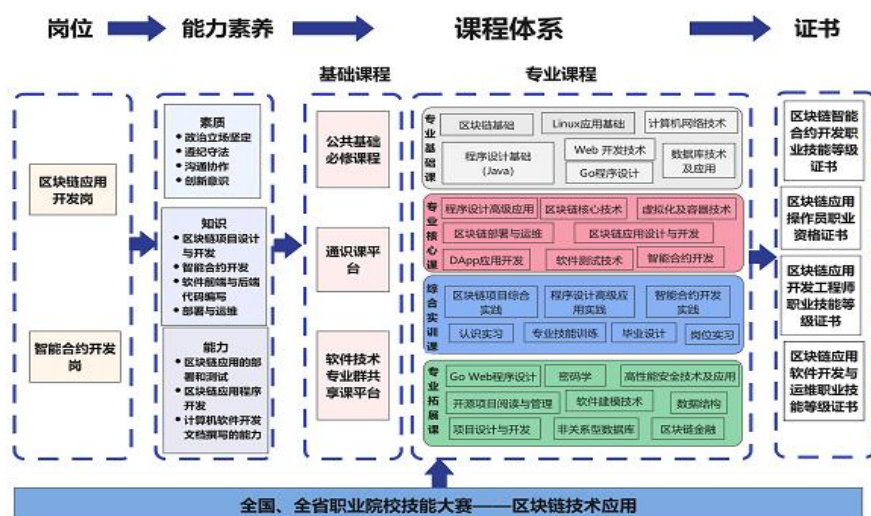 岗位
能力素养
课程体系
证书
基础课程
专业课程
区块链应用
开发岗
智能合约开发
岗
素质
• 政治立场坚定
• 遵纪守法
• 沟通协作
• 创新意识
知识
• 区块链项目设计
与开发
• 智能合约开发
• 软件前端与后端
代码编写
• 部署与运维
能力
• 区块链应用的部
署和测试
• 区块链应用程序
开发
• 计算机软件开发
文档撰写的能力
公共基础
必修课程
通识课平
台
软件技术
专业群共
享课平台
专业基础课
区块链基础
Linux应用基础
计算机网络技术
程序设计基础
(Java)
Web 开发技术
Go程序设计
数据库技术
及应用
专业核心课
程序设计高级应用
区块链核心技术
虚拟化及容器技术
区块链部署与运维
区块链应用设计与开发
DApp应用开发
软件测试技术
智能合约开发
综合实训课
区块链项目综合
实践
程序设计高级应
用实践
智能合约开发
实践
认识实习
专业技能训练
毕业设计
岗位实习
专业拓展课
Go Web程序设计
密码学
高性能安全技术及应用
开源项目阅读与管理
软件建模技术
数据结构
项目设计与开发
非关系型数据库
区块链金融
区块链智能
合约开发职
业技能等级
证书
区块链应用
操作员职业
资格证书
区块链应用
开发工程师
职业技能等
级证书
区块链应用
软件开发与
运维职业技
能等级证书
全国、全省职业院校技能大赛——区块链技术应用